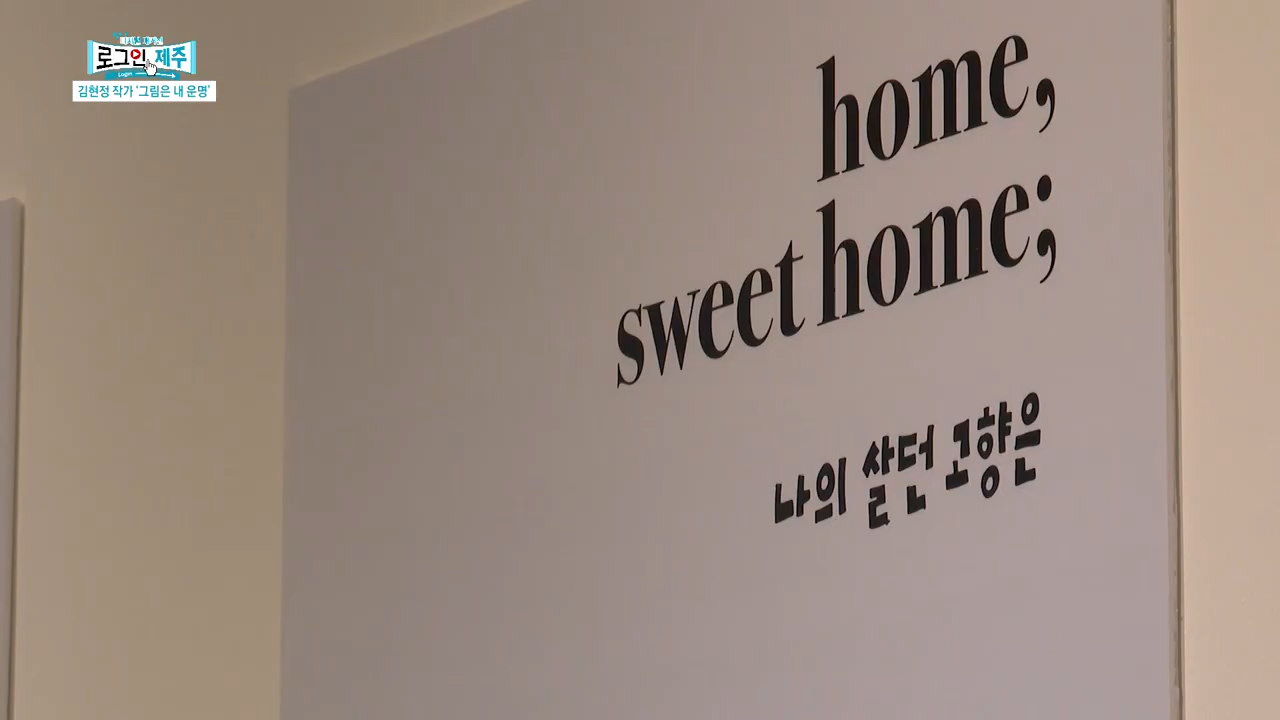 로그인 제주
Login
김현정 작가 '그림은 내 운명'
home,
sweet home;
나의 살던 고향은